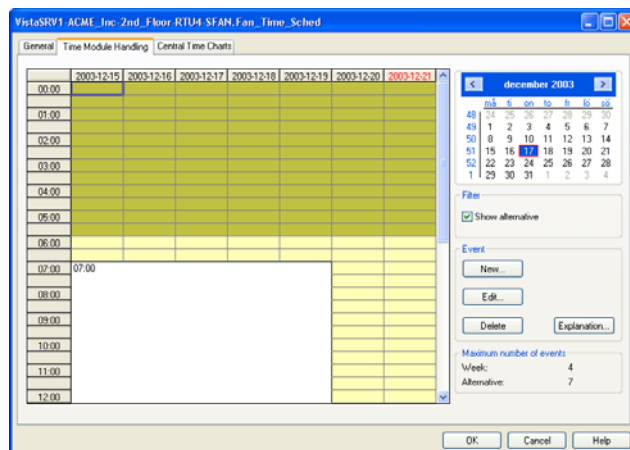 VistaSRV1-ACME_Inc-2nd_Floor-RTU4-SFAN.Fan_Time_Sched
General Time Module Handling Central Time Charts
2003-12-15 2003-12-16 2003-12-17 2003-12-18 2003-12-19 2003-12-20 2003-12-21
00:00
01:00
02:00
03:00
04:00
05:00
06:00
07:00 07:00
08:00
09:00
10:00
11:00
12:00
december 2003
må ti on to fr lö sö
48 24 25 26 27 28 29 30
49 1 2 3 4 5 6 7
50 8 9 10 11 12 13 14
51 15 16 17 18 19 20 21
52 22 23 24 25 26 27 28
1 29 30 31 1 2 3 4
Filter
Show alternative
Event
New...
Edit...
Delete Explanation...
Maximum number of events
Week: 4
Alternative: 7
OK Cancel Help